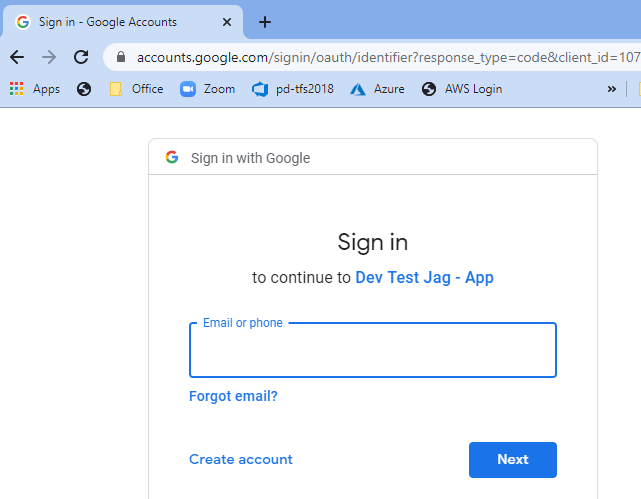 Sign in - Google Accounts
accounts.google.com/signin/oauth/identifier?response_type=code&client_id=107
Apps Office Zoom pd-tfs2018 Azure AWS Login »
Sign in with Google
Sign in
to continue to Dev Test Jag - App
Email or phone
Forgot email?
Create account Next